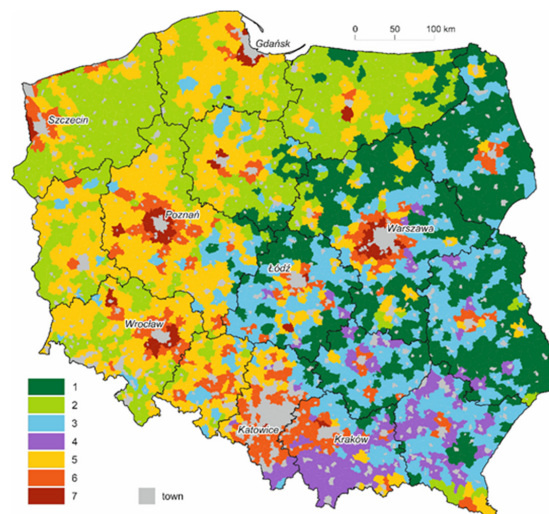 0 50 100 km
Gdańsk
Szczecin
Poznań
Warszawa
Łódź
Wrocław
Katowice
Kraków
1
2
3
4
5
6
7
town